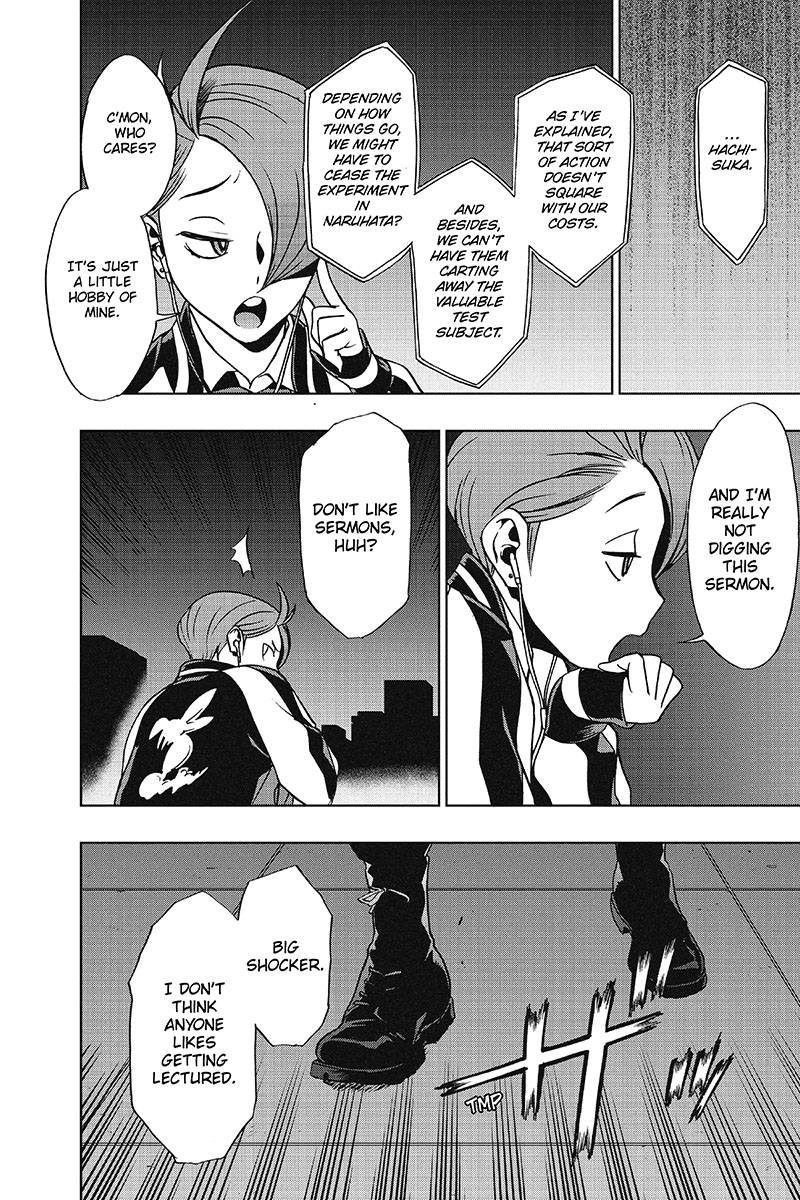 ...
HACHI-
SUKA.
AS I'VE
EXPLAINED,
THAT SORT
OF ACTION
DOESN'T
SQUARE
WITH OUR
COSTS.
AND
BESIDES,
WE CAN'T
HAVE THEM
CARTING
AWAY THE
VALUABLE
TEST
SUBJECT.
DEPENDING
ON HOW
THINGS GO,
WE MIGHT
HAVE TO
CEASE THE
EXPERIMENT
IN
NARUHATA?
C'MON,
WHO
CARES?
IT'S JUST
A LITTLE
HOBBY OF
MINE.
AND I'M
REALLY
NOT
DIGGING
THIS
SERMON.
DON'T LIKE
SERMONS,
HUH?
BIG
SHOCKER.
I DON'T
THINK
ANYONE
LIKES
GETTING
LECTURED.
ザッ
TMP